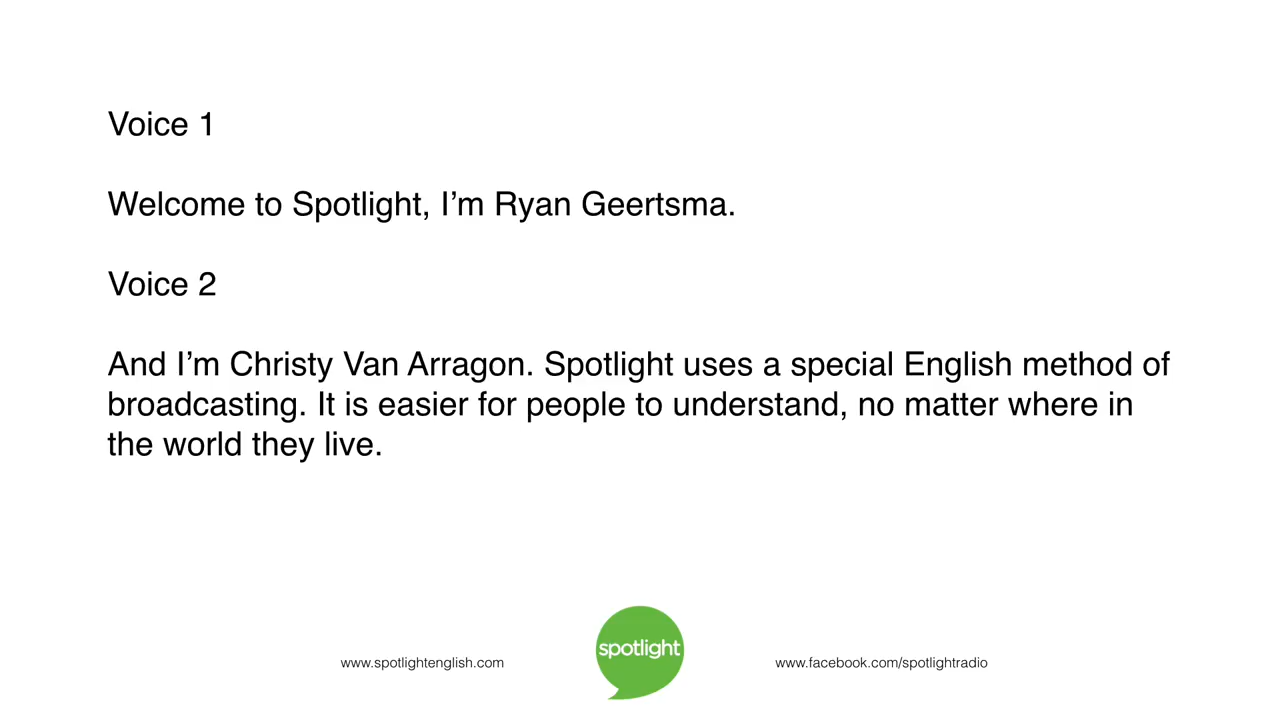 Voice 1
Welcome to Spotlight, I’m Ryan Geertsma.
Voice 2
And I’m Christy Van Arragon. Spotlight uses a special English method of
broadcasting. It is easier for people to understand, no matter where in
the world they live.
www.spotlightenglish.com
spotlight
www.facebook.com/spotlightradio